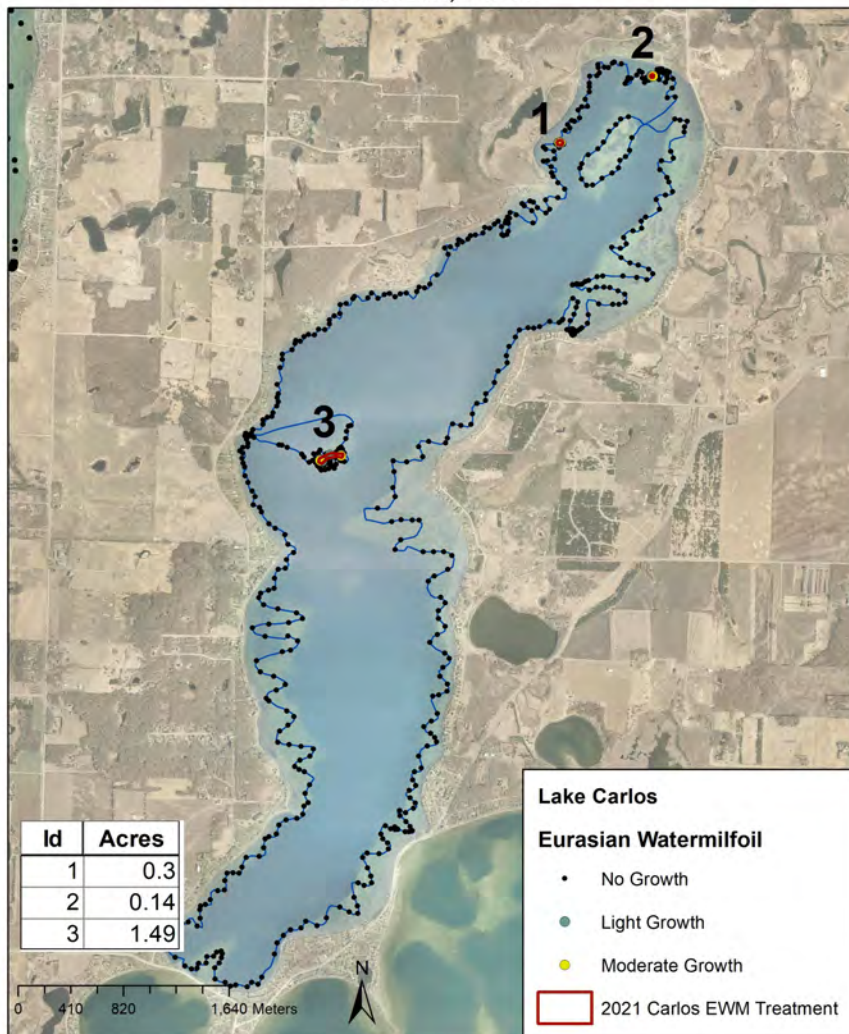 2
1
3
Id Acres
1 0.3
2 0.14
3 1.49
N
0 410 820 1,640 Meters
Lake Carlos
Eurasian Watermilfoil
No Growth
Light Growth
Moderate Growth
2021 Carlos EWM Treatment